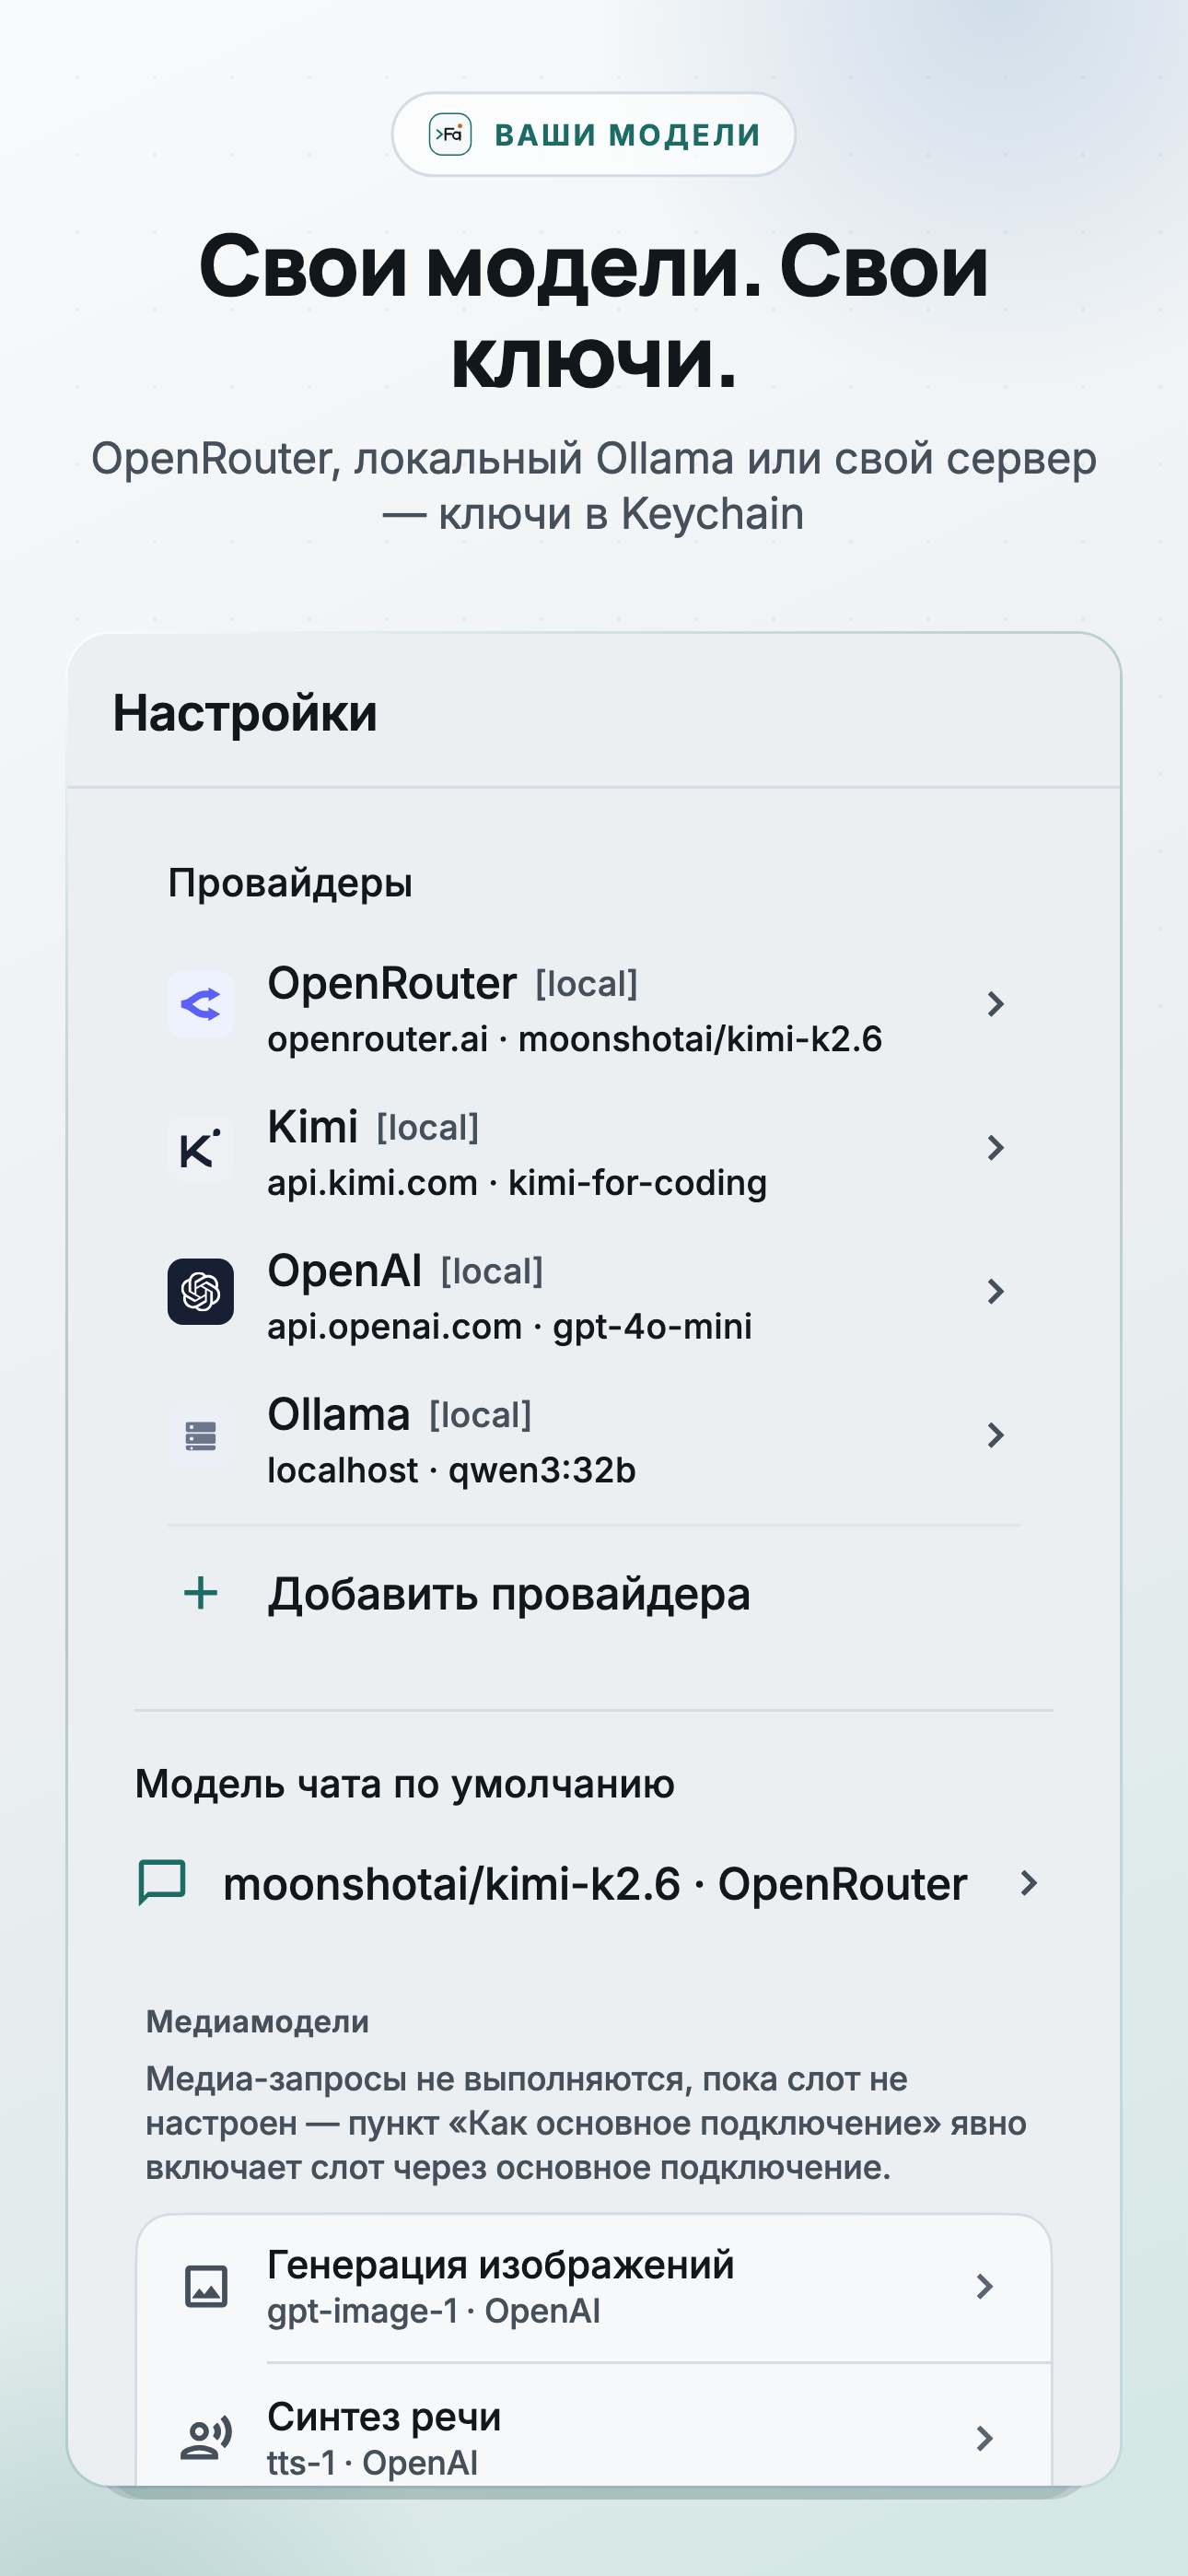 >Fa ВАШИ МОДЕЛИ
Свои модели. Свои
ключи.
OpenRouter, локальный Ollama или свой сервер
— ключи в Keychain
Настройки
Провайдеры
OpenRouter [local]
openrouter.ai · moonshotai/kimi-k2.6
Kimi [local]
api.kimi.com · kimi-for-coding
OpenAI [local]
api.openai.com · gpt-4o-mini
Ollama [local]
localhost · qwen3:32b
Добавить провайдера
Модель чата по умолчанию
moonshotai/kimi-k2.6 · OpenRouter
Медиамодели
Медиа-запросы не выполняются, пока слот не
настроен — пункт «Как основное подключение» явно
включает слот через основное подключение.
Генерация изображений
gpt-image-1 · OpenAI
Синтез речи
tts-1 · OpenAI